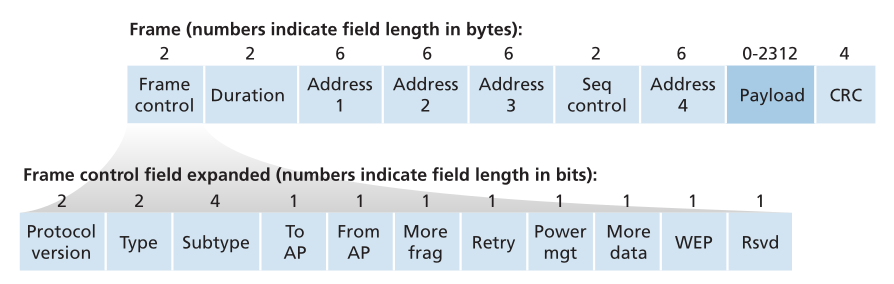 Frame (numbers indicate field length in bytes):
2 2 6 6 6 2 6 0-2312 4
Frame control Duration Address 1 Address 2 Address 3 Seq control Address 4 Payload CRC
Frame control field expanded (numbers indicate field length in bits):
2 2 4 1 1 1 1 1 1 1 1
Protocol version Type Subtype To AP From AP More frag Retry Power mgt More data WEP Rsvd